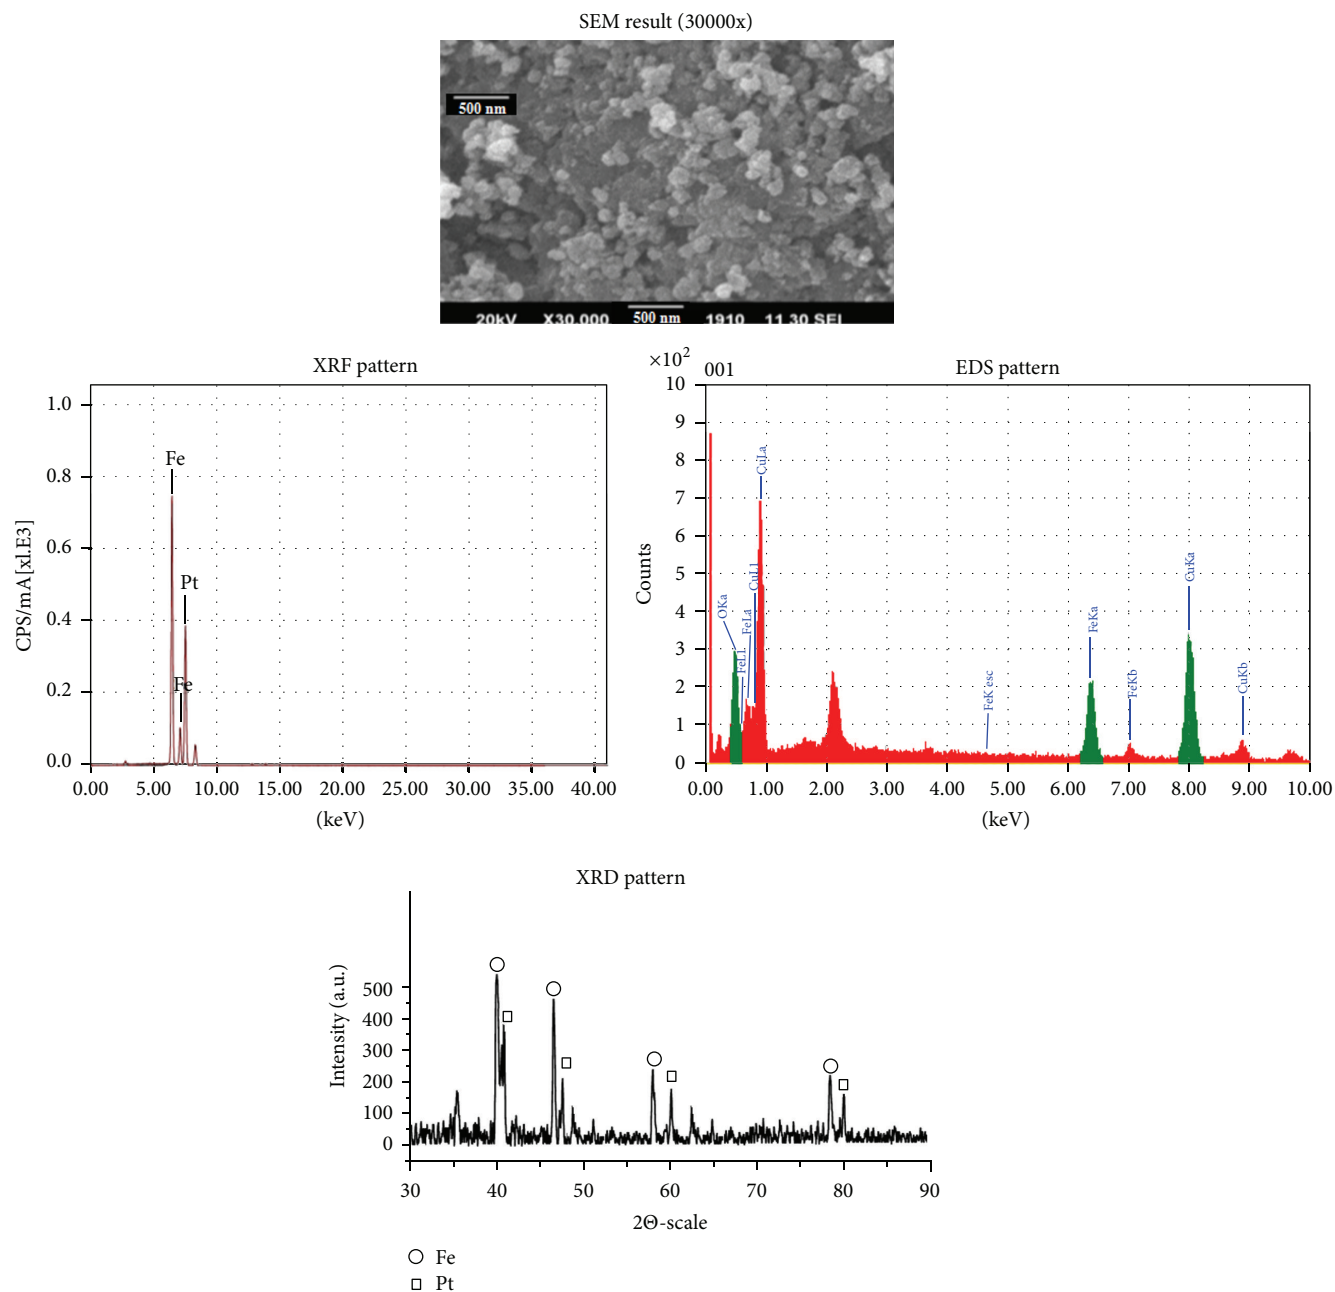 SEM result (30000x)
500 nm
20kV X30,000 500 nm 1910 11 30 SEI
XRF pattern
CPS/mA[xl.E3]
1.0
0.8
0.6
0.4
0.2
0.0
Fe
Pt
Fe
0.00 5.00 10.00 15.00 20.00 25.00 30.00 35.00 40.00
(keV)
EDS pattern
×10²
001
Counts
10
9
8
7
6
5
4
3
2
1
0
OKa
FeL1
FeLa
CuL1
CuLa
FeK esc
FeKa
FeKb
CuKa
CuKb
0.00 1.00 2.00 3.00 4.00 5.00 6.00 7.00 8.00 9.00 10.00
(keV)
XRD pattern
Intensity (a.u.)
500
400
300
200
100
0
30 40 50 60 70 80 90
2Θ-scale
Fe
Pt